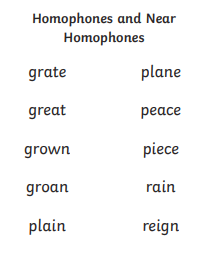 Homophones and Near
Homophones
grate
great
grown
groan
plain
plane
peace
piece
rain
reign